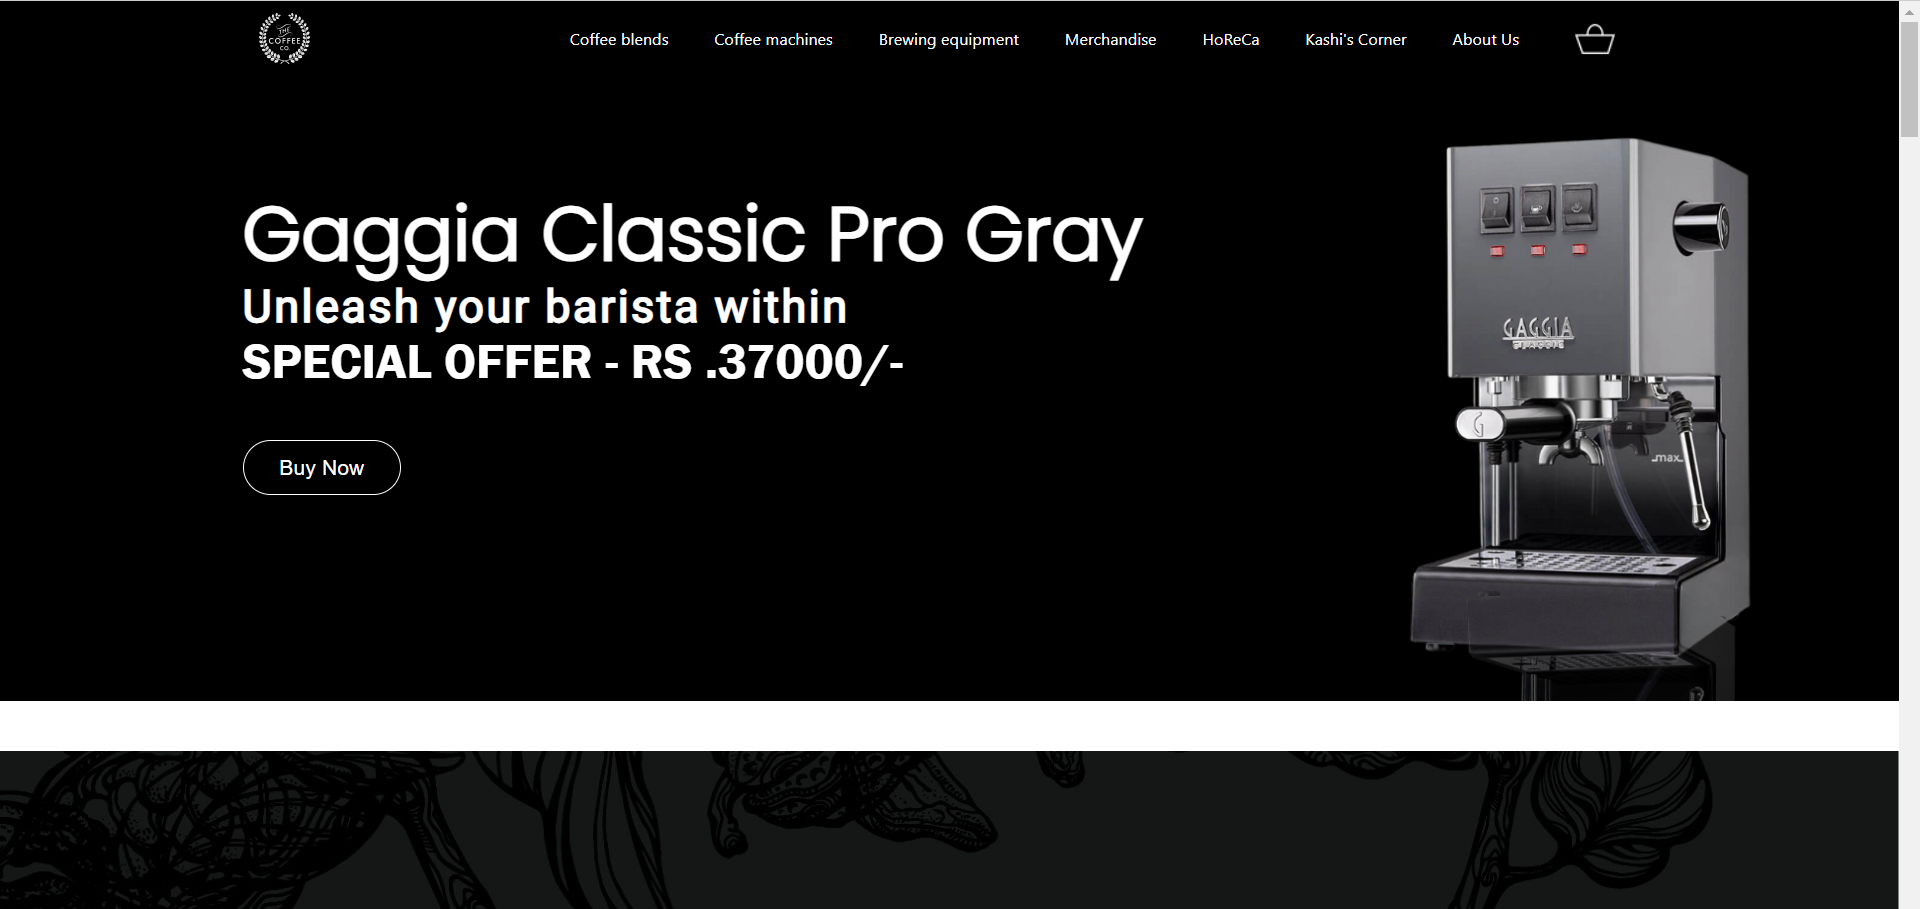 THE
COFFEE
CO.
Coffee blends
Coffee machines
Brewing equipment
Merchandise
HoReCa
Kashi's Corner
About Us
Gaggia Classic Pro Gray
Unleash your barista within
SPECIAL OFFER - RS .37000/-
Buy Now
GAGGIA
CLASSIC
G
max